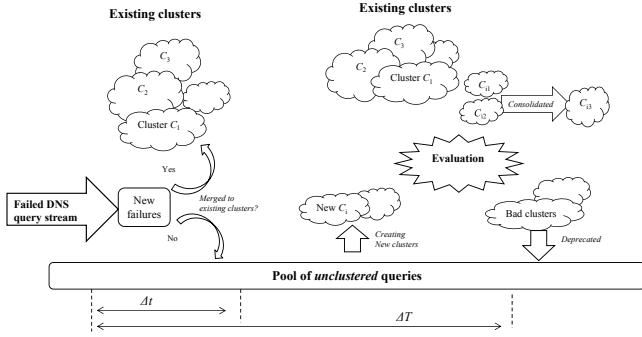 Existing clusters
Existing clusters
C3
C2
Cluster C1
C3
C2
Cluster C1
Ci1
Ci2
Consolidated
Ci3
Evaluation
Yes
Failed DNS
query stream
New
failures
Merged to
existing clusters?
No
New Ci
Creating
New clusters
Bad clusters
Deprecated
Pool of unclustered queries
Δt
ΔT